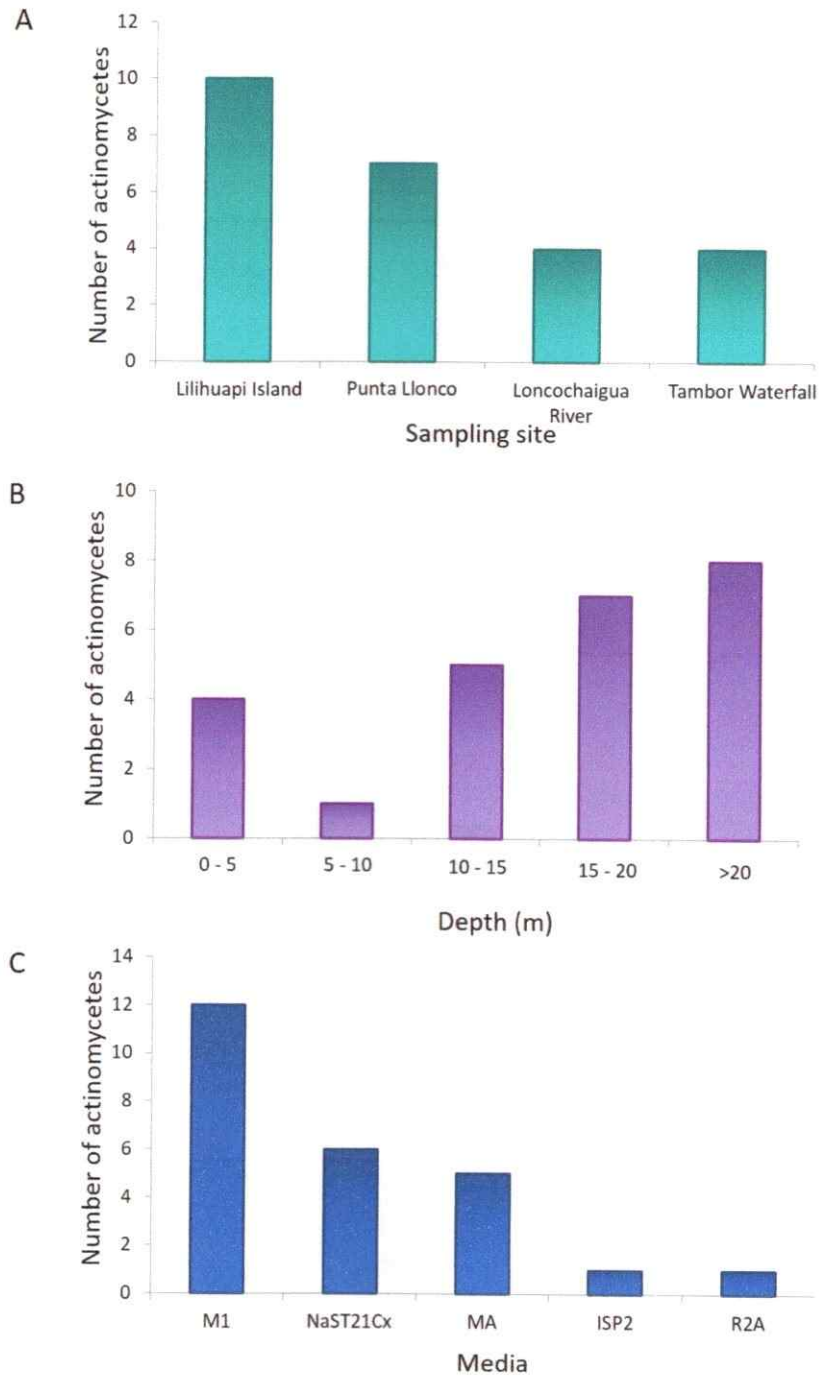 A
Number of actinomycetes
12
10
8
6
4
2
0
Lilihuapi Island
Punta Llonco
Loncochaigua
River
Tambor Waterfall
Sampling site
B
Number of actinomycetes
10
8
6
4
2
0
0 - 5
5 - 10
10 - 15
15 - 20
>20
Depth (m)
C
Number of actinomycetes
14
12
10
8
6
4
2
0
M1
NaST21Cx
MA
ISP2
R2A
Media